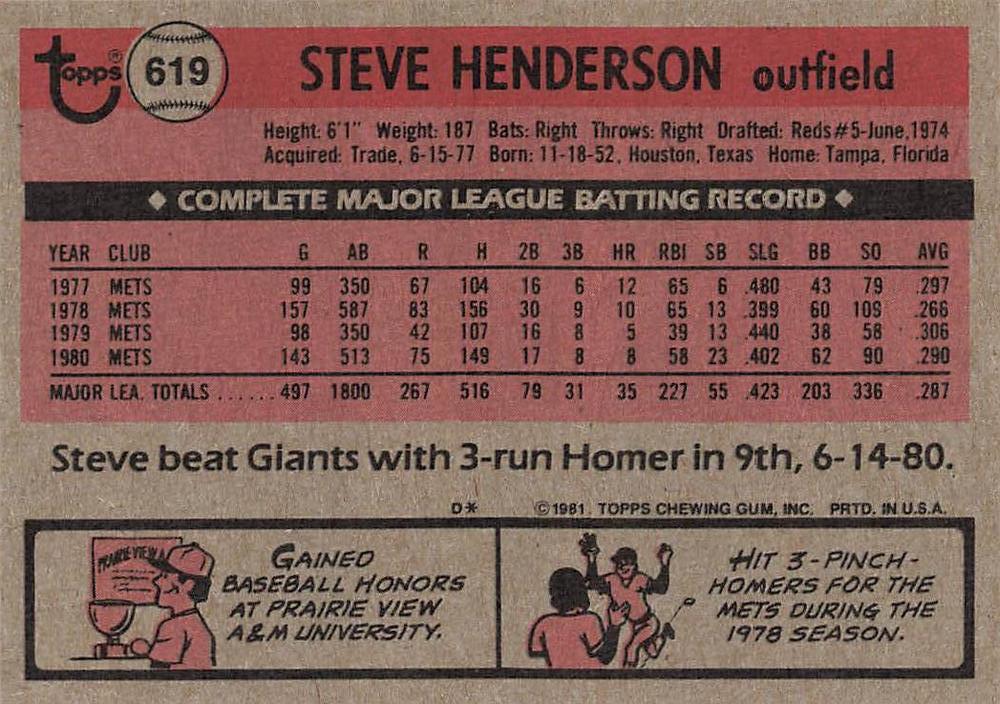 topps® 619 STEVE HENDERSON outfield
Height: 6'1" Weight: 187 Bats: Right Throws: Right Drafted: Reds #5-June, 1974
Acquired: Trade, 6-15-77 Born: 11-18-52, Houston, Texas Home: Tampa, Florida
◆ COMPLETE MAJOR LEAGUE BATTING RECORD ◆
YEAR CLUB G AB R H 2B 3B HR RBI SB SLG BB SO AVG
1977 METS 99 350 67 104 16 6 12 65 6 .480 43 79 .297
1978 METS 157 587 83 156 30 9 10 65 13 .399 60 109 .266
1979 METS 98 350 42 107 16 8 5 39 13 .440 38 58 .306
1980 METS 143 513 75 149 17 8 8 58 23 .402 62 90 .290
MAJOR LEA. TOTALS ......497 1800 267 516 79 31 35 227 55 .423 203 336 .287
Steve beat Giants with 3-run Homer in 9th, 6-14-80.
D* ©1981 TOPPS CHEWING GUM, INC. PRTD. IN U.S.A.
PRAIRIE VIEW
GAINED
BASEBALL HONORS
AT PRAIRIE VIEW
A&M UNIVERSITY.
HIT 3-PINCH-
HOMERS FOR THE
METS DURING THE
1978 SEASON.